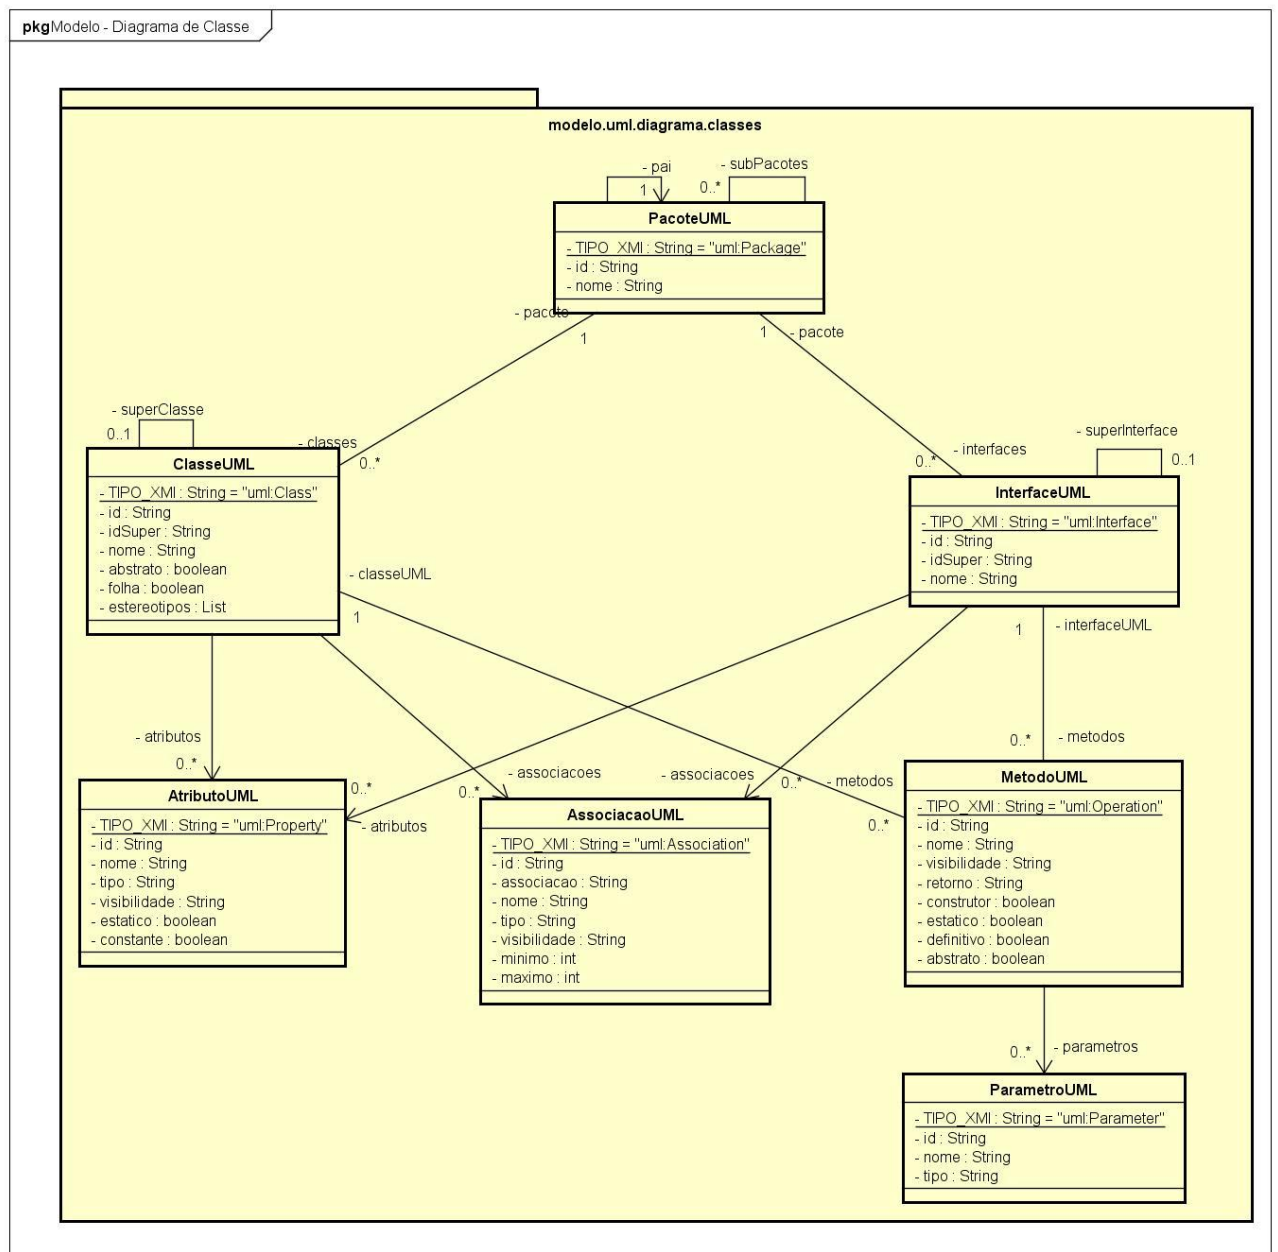 pkg Modelo - Diagrama de Classe
modelo.uml.diagrama.classes
- pai
- subPacotes
1
0..*
PacoteUML
- TIPO_XMI : String = "uml:Package"
- id : String
- nome : String
- pacote
1
1
- pacote
- superClasse
0..1
- classes
0..*
- interfaces
0..*
- superInterface
0..1
ClasseUML
- TIPO_XMI : String = "uml:Class"
- id : String
- idSuper : String
- nome : String
- abstrato : boolean
- folha : boolean
- estereotipos : List
InterfaceUML
- TIPO_XMI : String = "uml:Interface"
- id : String
- idSuper : String
- nome : String
- classeUML
1
1
- interfaceUML
- atributos
0..*
0..*
- atributos
- associacoes
0..*
- associacoes
0..*
- metodos
0..*
0..*
- metodos
AtributoUML
- TIPO_XMI : String = "uml:Property"
- id : String
- nome : String
- tipo : String
- visibilidade : String
- estatico : boolean
- constante : boolean
AssociacaoUML
- TIPO_XMI : String = "uml:Association"
- id : String
- associacao : String
- nome : String
- tipo : String
- visibilidade : String
- minimo : int
- maximo : int
MetodoUML
- TIPO_XMI : String = "uml:Operation"
- id : String
- nome : String
- visibilidade : String
- retorno : String
- construtor : boolean
- estatico : boolean
- definitivo : boolean
- abstrato : boolean
0..*
- parametros
ParametroUML
- TIPO_XMI : String = "uml:Parameter"
- id : String
- nome : String
- tipo : String